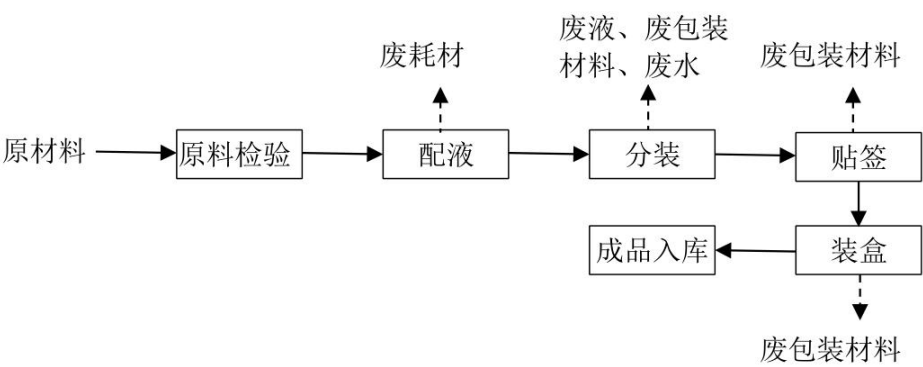 废液、废包装
材料、废水
废耗材
废包装材料
原材料
原料检验
配液
分装
贴签
成品入库
装盒
废包装材料